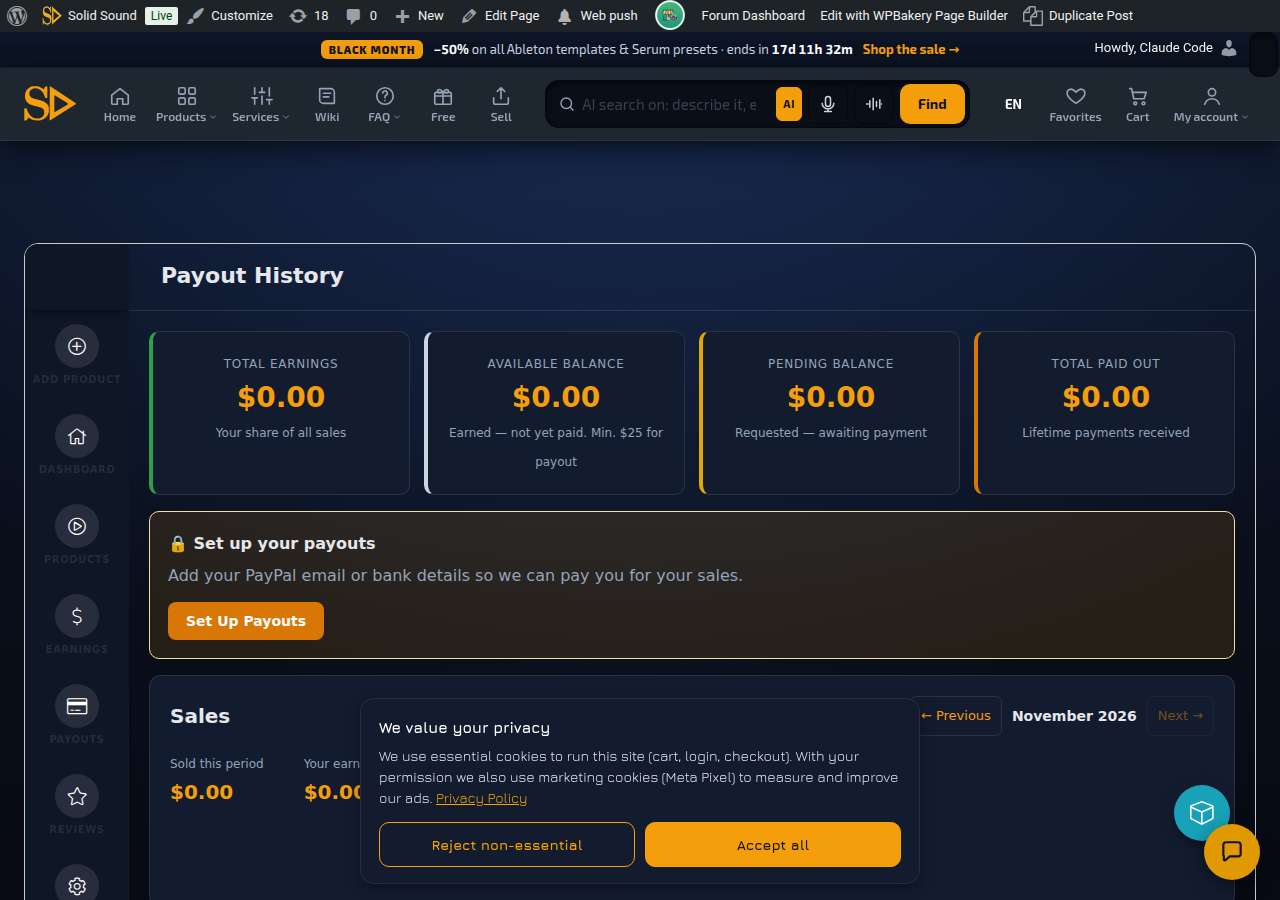 Solid Sound Live Customize 18 0 New Edit Page Web push Forum Dashboard Edit with WPBakery Page Builder Duplicate Post
BLACK MONTH −50% on all Ableton templates & Serum presets · ends in 17d 11h 32m Shop the sale →
Howdy, Claude Code
Home Products Services Wiki FAQ Free Sell
AI search on: describe it, e
AI
Find
EN
Favorites Cart My account
Payout History
ADD PRODUCT
DASHBOARD
PRODUCTS
EARNINGS
PAYOUTS
REVIEWS
TOTAL EARNINGS
$0.00
Your share of all sales
AVAILABLE BALANCE
$0.00
Earned — not yet paid. Min. $25 for
payout
PENDING BALANCE
$0.00
Requested — awaiting payment
TOTAL PAID OUT
$0.00
Lifetime payments received
🔒 Set up your payouts
Add your PayPal email or bank details so we can pay you for your sales.
Set Up Payouts
Sales
← Previous November 2026 Next →
Sold this period
$0.00
Your earn
$0.00
We value your privacy
We use essential cookies to run this site (cart, login, checkout). With your
permission we also use marketing cookies (Meta Pixel) to measure and improve
our ads. Privacy Policy
Reject non-essential
Accept all